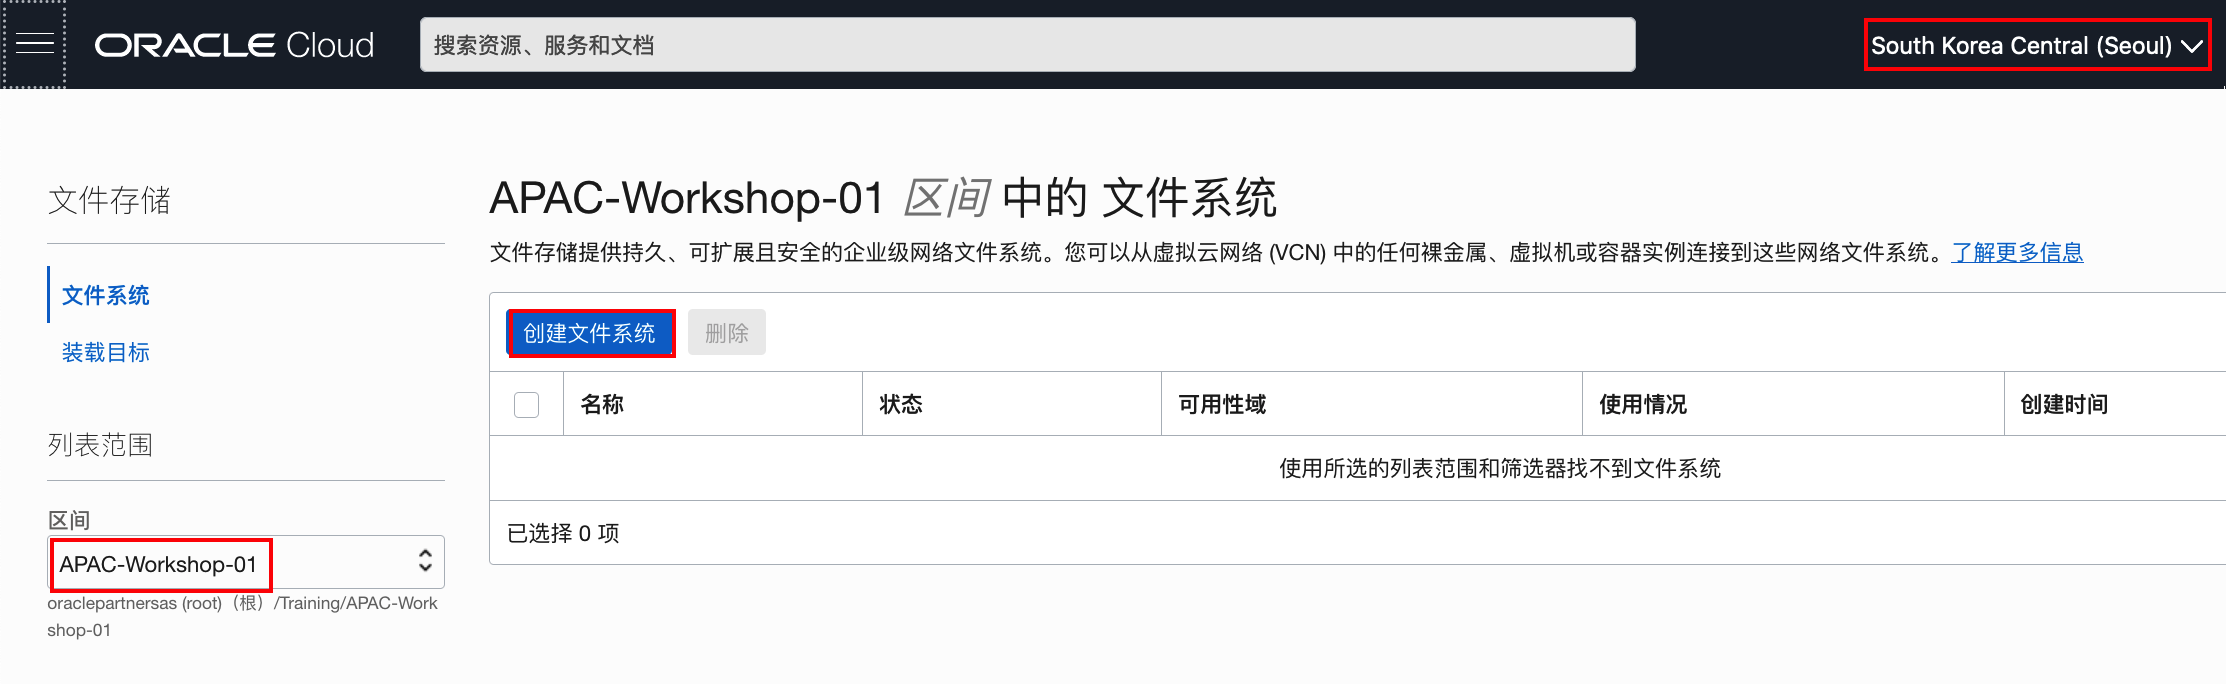 ORACLE Cloud
搜索资源、服务和文档
South Korea Central (Seoul)
文件存储
文件系统
装载目标
列表范围
区间
APAC-Workshop-01
oraclepartnersas (root)（根）/Training/APAC-Work
shop-01
APAC-Workshop-01 区间 中的 文件系统
文件存储提供持久、可扩展且安全的企业级网络文件系统。您可以从虚拟云网络 (VCN) 中的任何裸金属、虚拟机或容器实例连接到这些网络文件系统。了解更多信息
创建文件系统 删除
名称 状态 可用性域 使用情况 创建时间
使用所选的列表范围和筛选器找不到文件系统
已选择 0 项